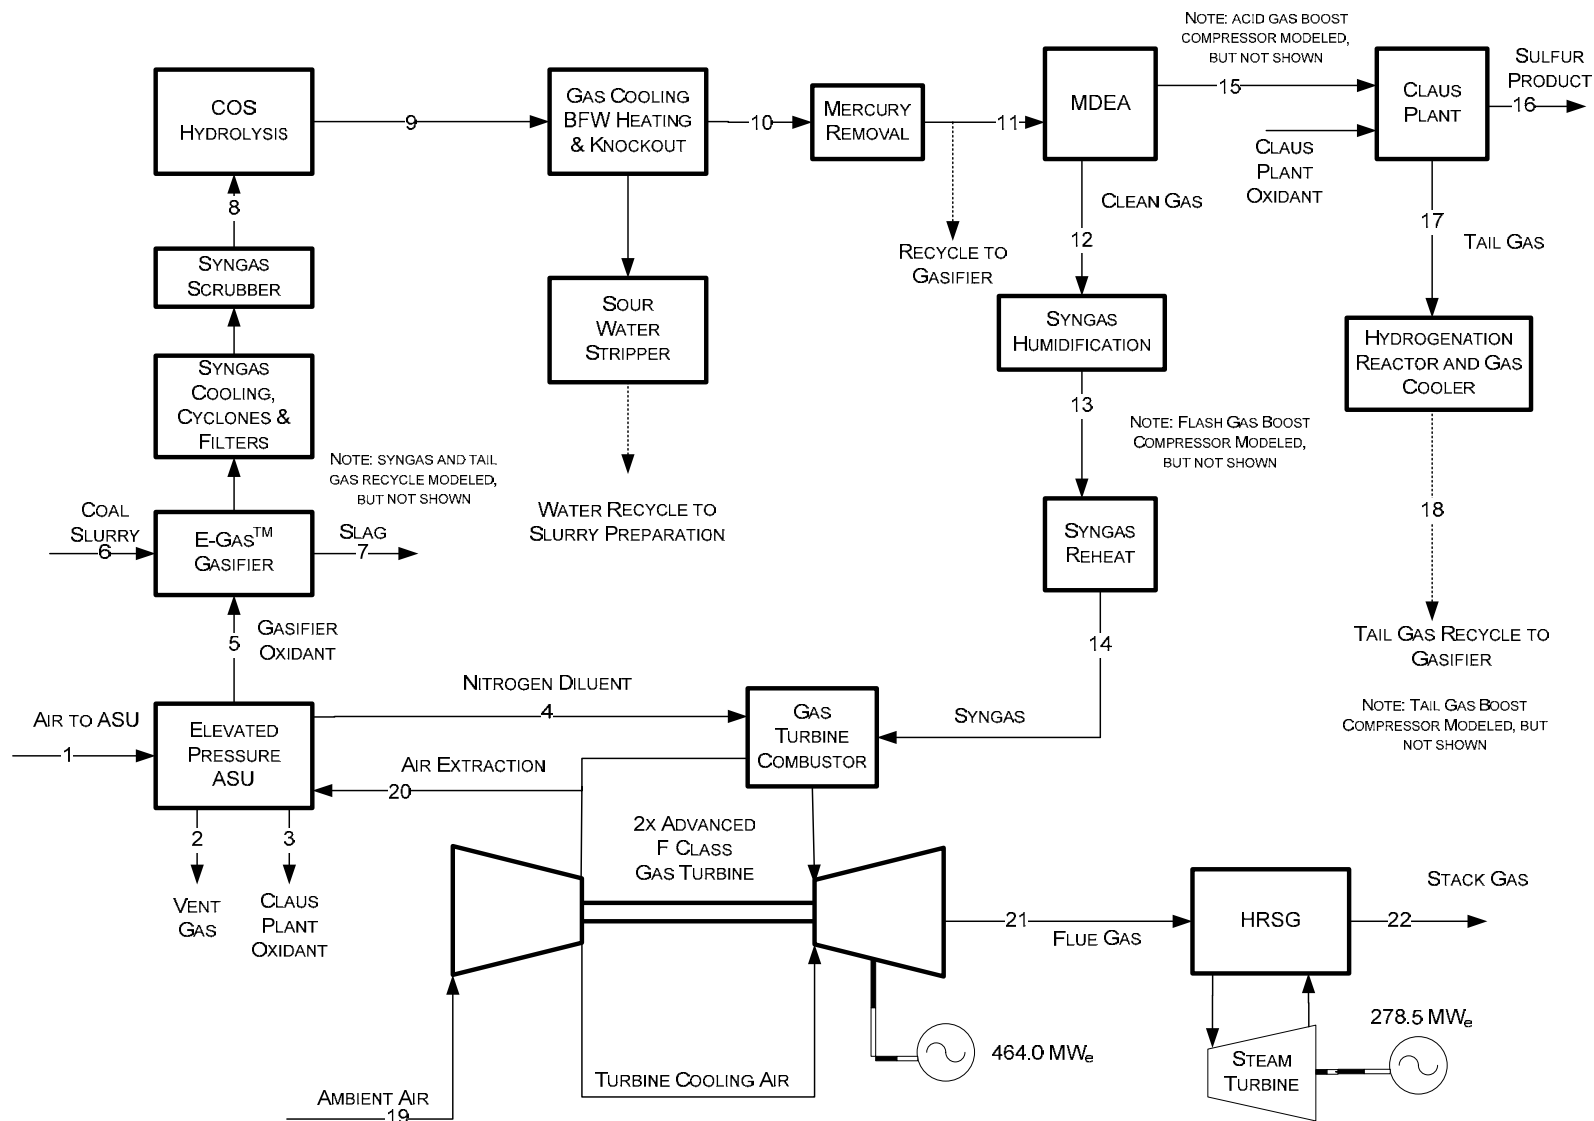 NOTE: ACID GAS BOOST
COMPRESSOR MODELED,
BUT NOT SHOWN
SULFUR
PRODUCT
16
COS
HYDROLYSIS
9
GAS COOLING
BFW HEATING
& KNOCKOUT
10
MERCURY
REMOVAL
11
MDEA
15
CLAUS
PLANT
CLAUS
PLANT
OXIDANT
8
CLEAN GAS
12
17
TAIL GAS
RECYCLE TO
GASIFIER
SYNGAS
SCRUBBER
SOUR
WATER
STRIPPER
SYNGAS
HUMIDIFICATION
HYDROGENATION
REACTOR AND GAS
COOLER
SYNGAS
COOLING,
CYCLONES &
FILTERS
13
NOTE: FLASH GAS BOOST
COMPRESSOR MODELED,
BUT NOT SHOWN
NOTE: SYNGAS AND TAIL
GAS RECYCLE MODELED,
BUT NOT SHOWN
COAL
SLURRY
6
E-GAS™
GASIFIER
SLAG
7
WATER RECYCLE TO
SLURRY PREPARATION
SYNGAS
REHEAT
18
5
GASIFIER
OXIDANT
14
TAIL GAS RECYCLE TO
GASIFIER
NOTE: TAIL GAS BOOST
COMPRESSOR MODELED, BUT
NOT SHOWN
AIR TO ASU
1
ELEVATED
PRESSURE
ASU
NITROGEN DILUENT
4
GAS
TURBINE
COMBUSTOR
SYNGAS
AIR EXTRACTION
20
2
3
VENT
GAS
CLAUS
PLANT
OXIDANT
2X ADVANCED
F CLASS
GAS TURBINE
21
FLUE GAS
HRSG
STACK GAS
22
464.0 MWe
278.5 MWe
STEAM
TURBINE
TURBINE COOLING AIR
AMBIENT AIR
19